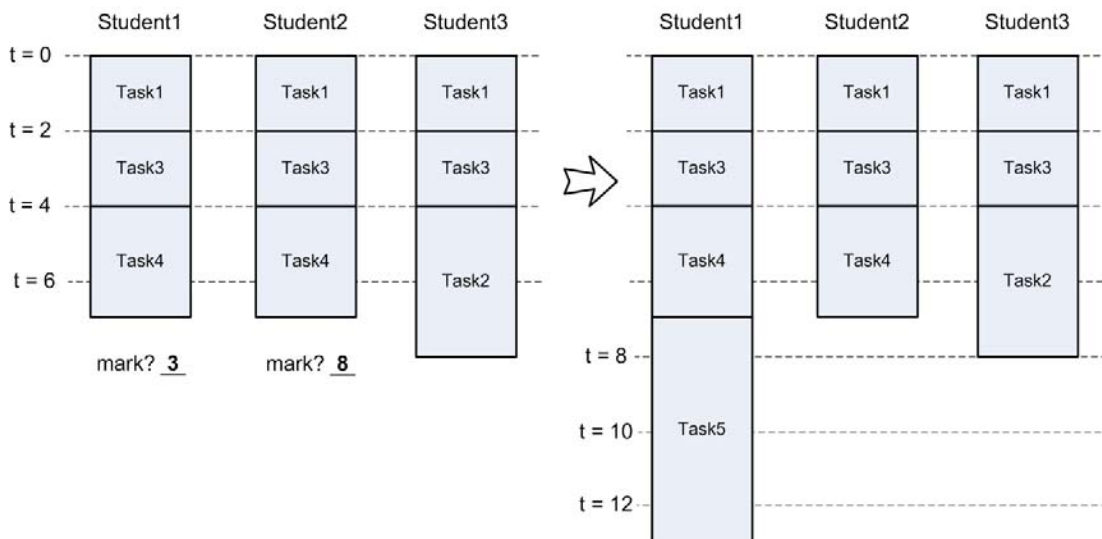 Student1 Student2 Student3
t = 0
Task1 Task1 Task1
t = 2
Task3 Task3 Task3
t = 4
Task4 Task4 Task2
t = 6
mark? 3 mark? 8
Student1 Student2 Student3
Task1 Task1 Task1
Task3 Task3 Task3
Task4 Task4 Task2
t = 8
Task5
t = 10
t = 12